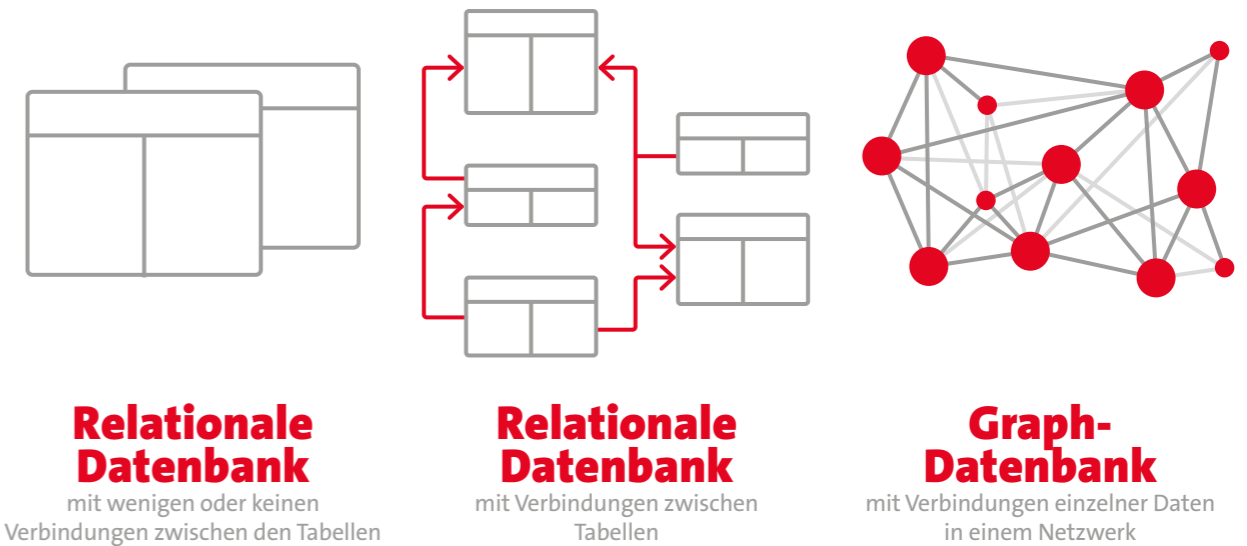 Relationale
Datenbank
mit wenigen oder keinen
Verbindungen zwischen den Tabellen
Relationale
Datenbank
mit Verbindungen zwischen
Tabellen
Graph-
Datenbank
mit Verbindungen einzelner Daten
in einem Netzwerk